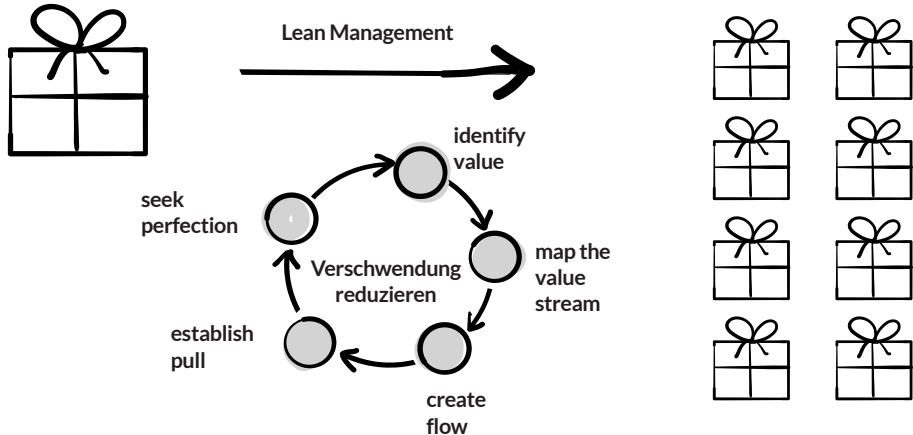 Lean Management
identify
value
map the
value
stream
create
flow
establish
pull
seek
perfection
Verschwendung
reduzieren